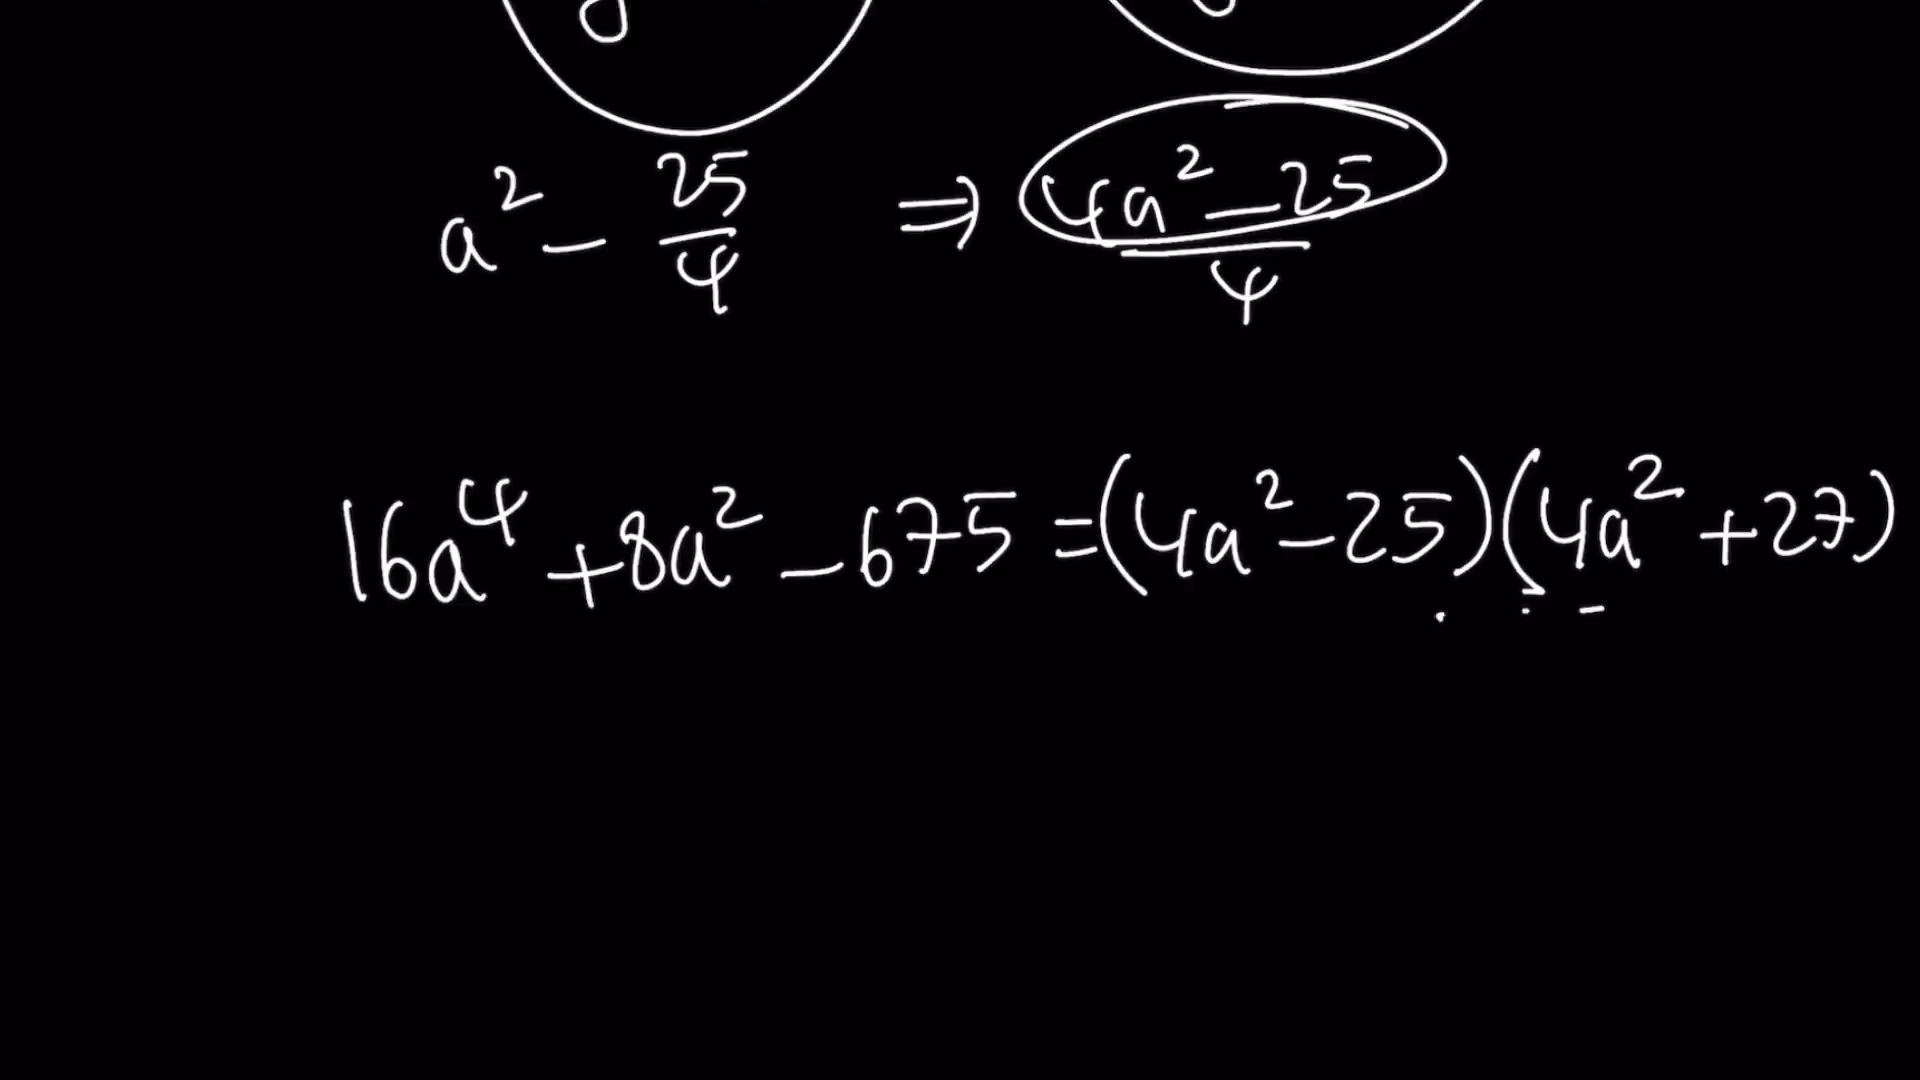 a² - 25/4 ⇒ (4a² - 25)/4
16a⁴ + 8a² - 675 = (4a² - 25)(4a² + 27)